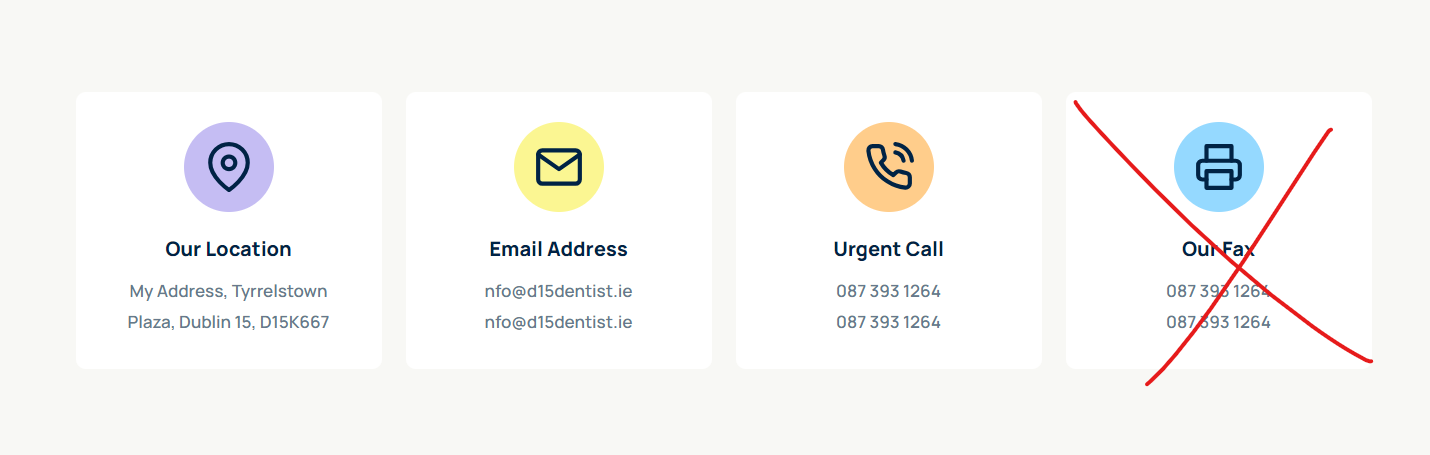 Our Location
My Address, Tyrrelstown
Plaza, Dublin 15, D15K667
Email Address
nfo@d15dentist.ie
nfo@d15dentist.ie
Urgent Call
087 393 1264
087 393 1264
Our Fax
087 393 1264
087 393 1264